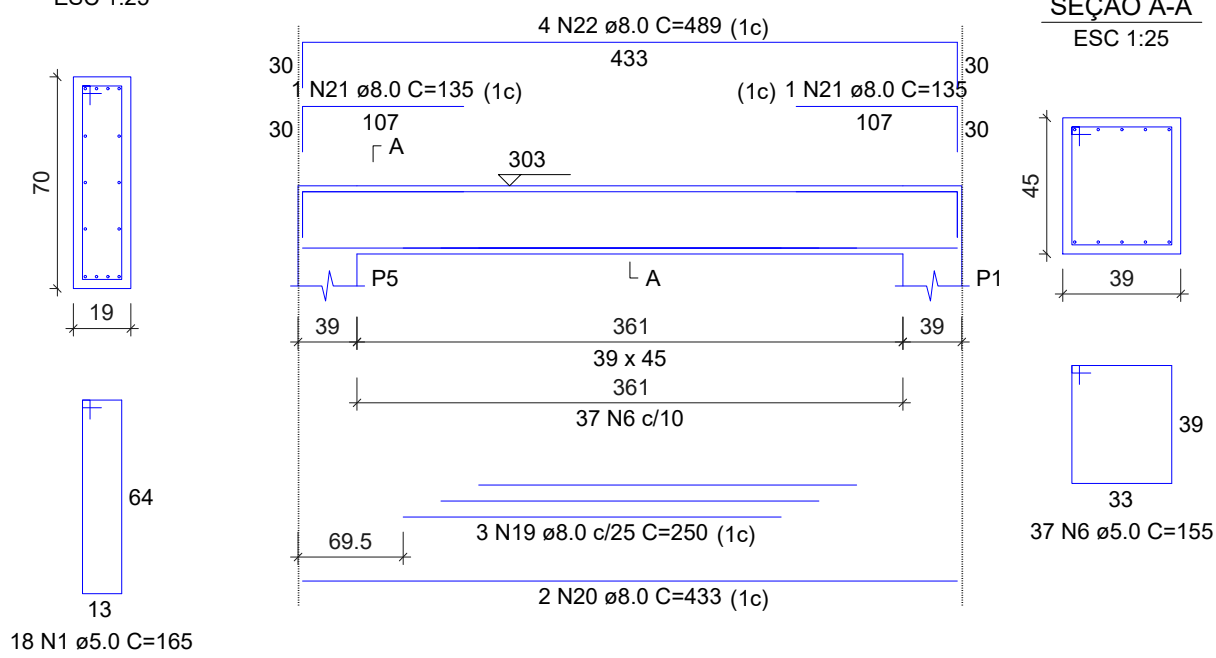 ESC 1:25
SEÇÃO A-A
ESC 1:25
4 N22 ø8.0 C=489 (1c)
433
30
30
1 N21 ø8.0 C=135 (1c)
(1c) 1 N21 ø8.0 C=135
107
107
30
30
A
303
70
45
P5
A
P1
19
39
39
361
39
39 x 45
361
37 N6 c/10
64
39
13
33
18 N1 ø5.0 C=165
37 N6 ø5.0 C=155
3 N19 ø8.0 c/25 C=250 (1c)
69.5
2 N20 ø8.0 C=433 (1c)